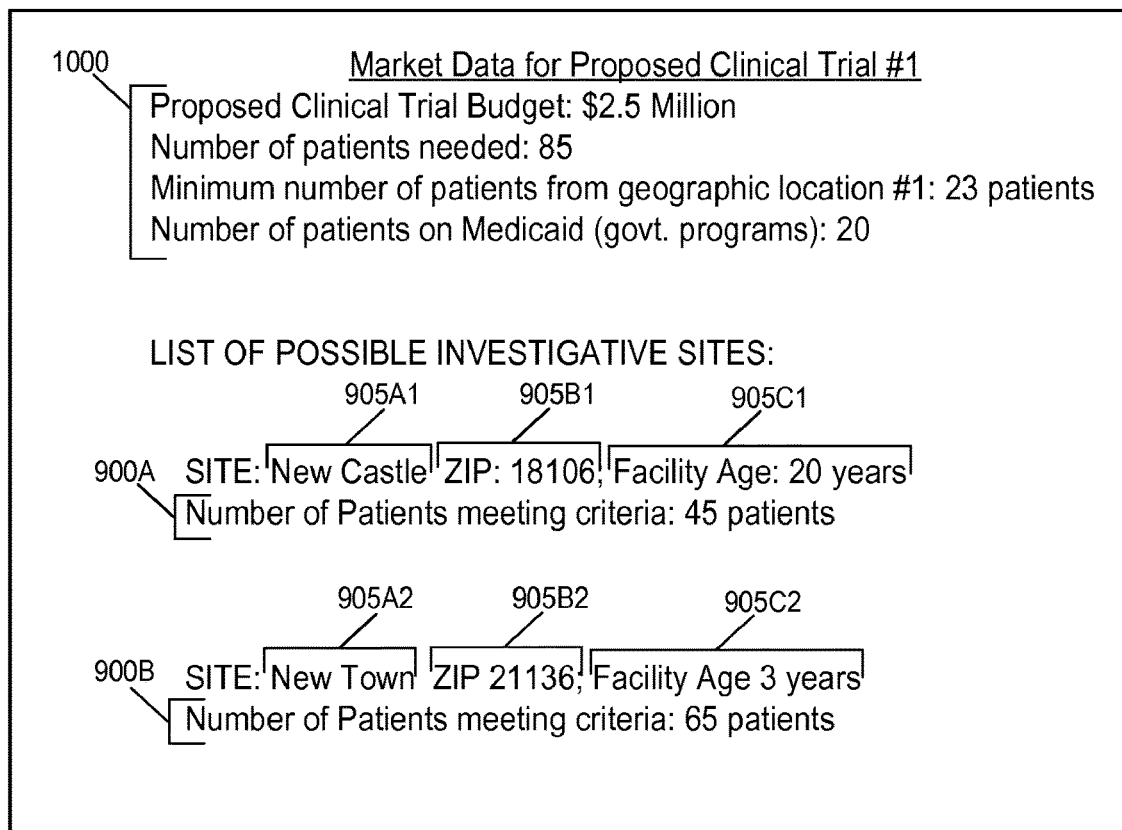 1000
Market Data for Proposed Clinical Trial #1
Proposed Clinical Trial Budget: $2.5 Million
Number of patients needed: 85
Minimum number of patients from geographic location #1: 23 patients
Number of patients on Medicaid (govt. programs): 20
LIST OF POSSIBLE INVESTIGATIVE SITES:
905A1 905B1 905C1
900A SITE: New Castle ZIP: 18106; Facility Age: 20 years
Number of Patients meeting criteria: 45 patients
905A2 905B2 905C2
900B SITE: New Town ZIP 21136; Facility Age 3 years
Number of Patients meeting criteria: 65 patients